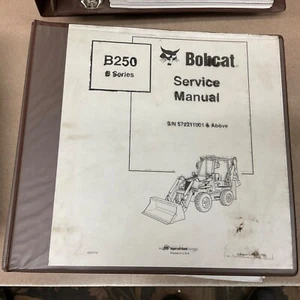 B250
B Series
Bobcat
Service
Manual
S/N 572311001 & Above